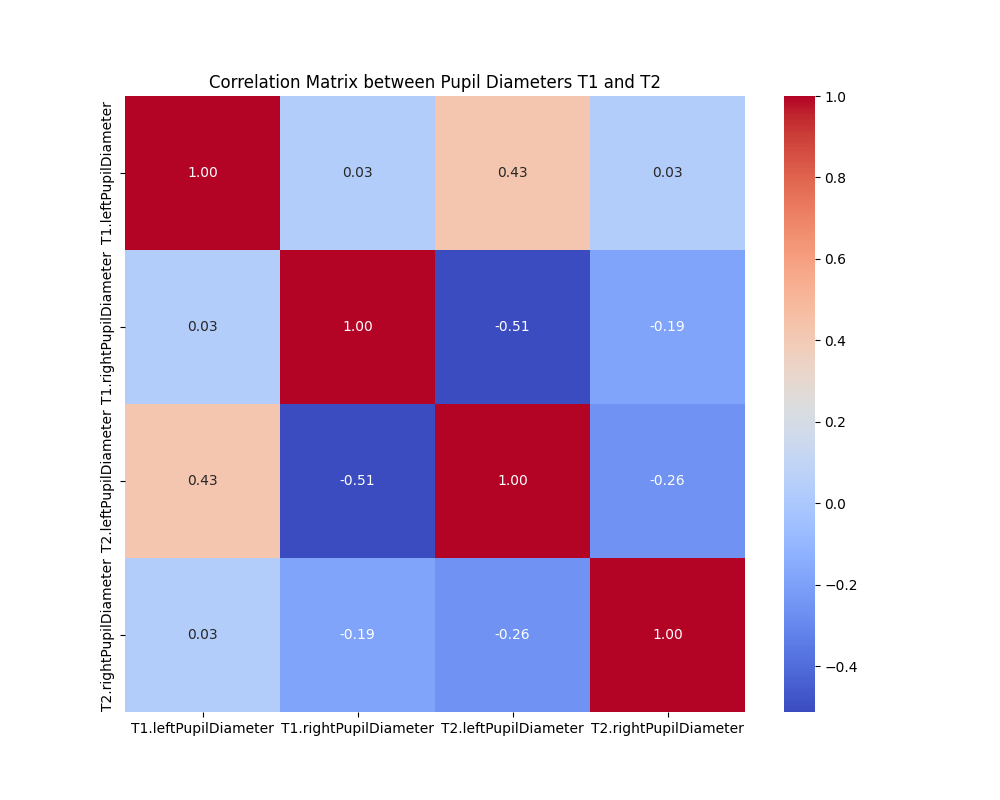 Correlation Matrix between Pupil Diameters T1 and T2
T1.leftPupilDiameter
1.00 0.03 0.43 0.03
T1.rightPupilDiameter
0.03 1.00 -0.51 -0.19
T2.leftPupilDiameter
0.43 -0.51 1.00 -0.26
T2.rightPupilDiameter
0.03 -0.19 -0.26 1.00
T1.leftPupilDiameter T1.rightPupilDiameter T2.leftPupilDiameter T2.rightPupilDiameter
1.0
0.8
0.6
0.4
0.2
0.0
−0.2
−0.4